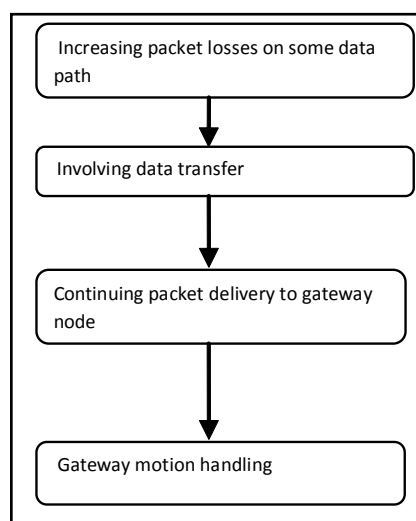 Increasing packet losses on some data
path
Involving data transfer
Continuing packet delivery to gateway
node
Gateway motion handling